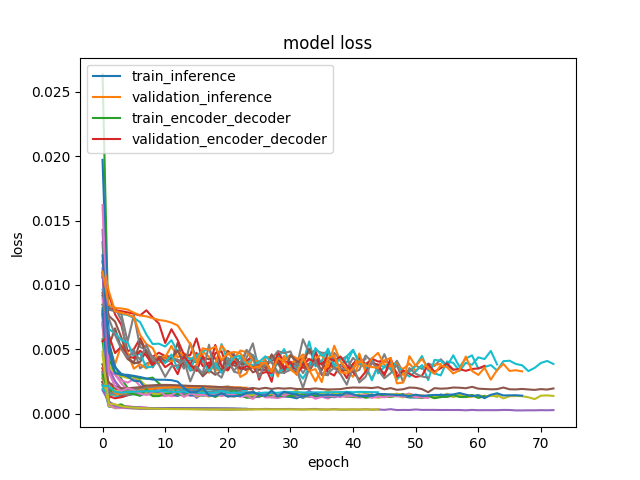 model loss
train_inference
validation_inference
train_encoder_decoder
validation_encoder_decoder
0.025
0.020
0.015
0.010
0.005
0.000
loss
0 10 20 30 40 50 60 70
epoch